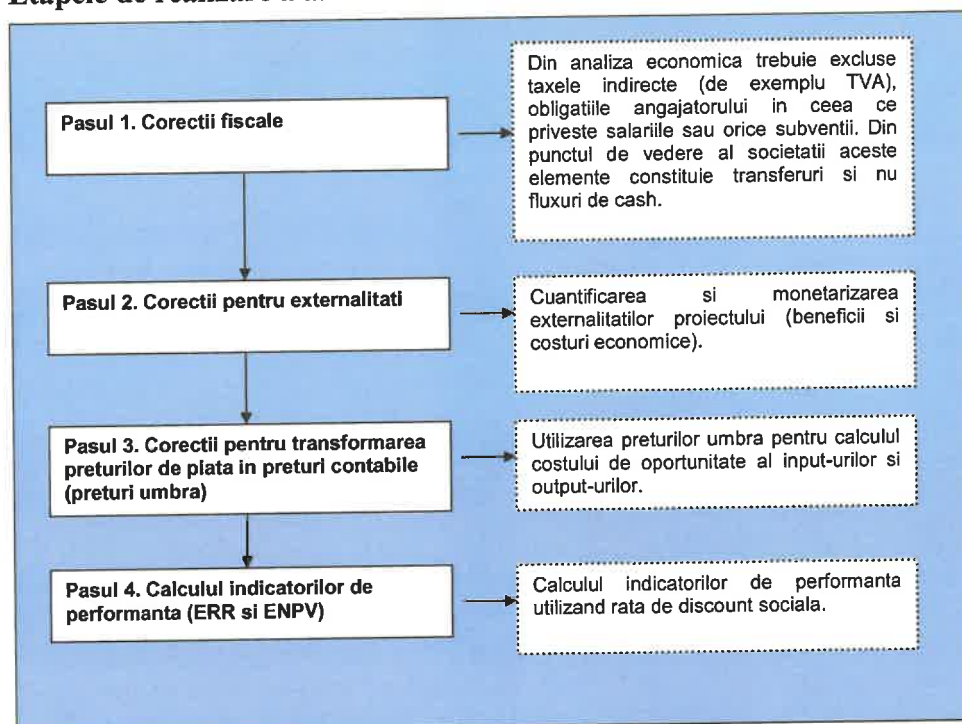 Etapele de realizare a
Pasul 1. Corectii fiscale
Din analiza economica trebuie excluse
taxele indirecte (de exemplu TVA),
obligatiile angajatorului in ceea ce
priveste salariile sau orice subventii. Din
punctul de vedere al societatii aceste
elemente constituie transferuri si nu
fluxuri de cash.
Pasul 2. Corectii pentru externalitati
Cuantificarea si monetarizarea
externalitatilor proiectului (beneficii si
costuri economice).
Pasul 3. Corectii pentru transformarea
preturilor de plata in preturi contabile
(preturi umbra)
Utilizarea preturilor umbra pentru calculul
costului de oportunitate al input-urilor si
output-urilor.
Pasul 4. Calculul indicatorilor de
performanta (ERR si ENPV)
Calculul indicatorilor de performanta
utilizand rata de discount sociala.